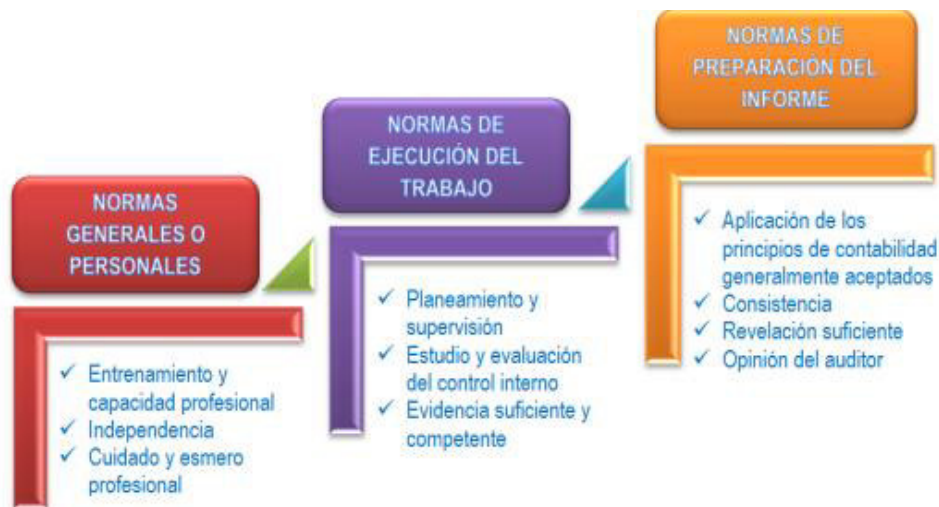 NORMAS
GENERALES O
PERSONALES
✓ Entrenamiento y
capacidad profesional
✓ Independencia
✓ Cuidado y esmero
profesional
NORMAS DE
EJECUCIÓN DEL
TRABAJO
✓ Planeamiento y
supervisión
✓ Estudio y evaluación
del control interno
✓ Evidencia suficiente y
competente
NORMAS DE
PREPARACIÓN DEL
INFORME
✓ Aplicación de los
principios de contabilidad
generalmente aceptados
✓ Consistencia
✓ Revelación suficiente
✓ Opinión del auditor